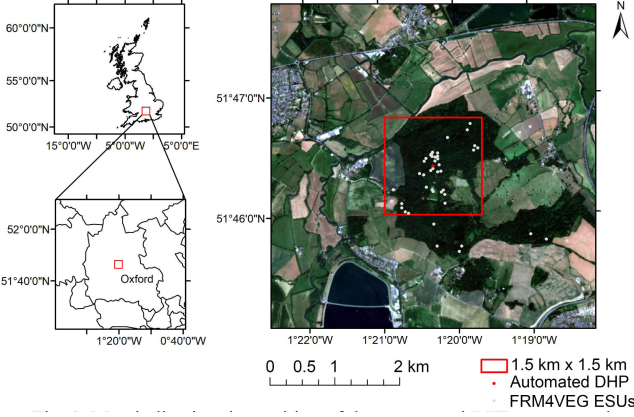 N
60°0'0"N
55°0'0"N
50°0'0"N
15°0'0"W
5°0'0"W
5°0'0"E
52°0'N
51°40'0"N
Oxford
1°20'0"W
0°40'0"W
51°47'0"N
51°46'0"N
1°22'0"W
1°21'0"W
1°20'0"W
1°19'0"W
0 0.5 1 2 km
1.5 km x 1.5 km
Automated DHP
FRM4VEG ESUs